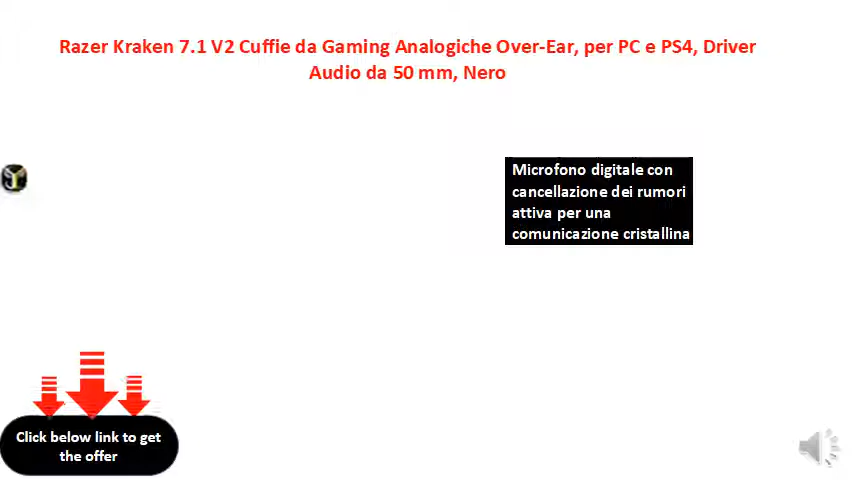 Razer Kraken 7.1 V2 Cuffie da Gaming Analogiche Over-Ear, per PC e PS4, Driver
Audio da 50 mm, Nero
Microfono digitale con
cancellazione dei rumori
attiva per una
comunicazione cristallina
Click below link to get
the offer